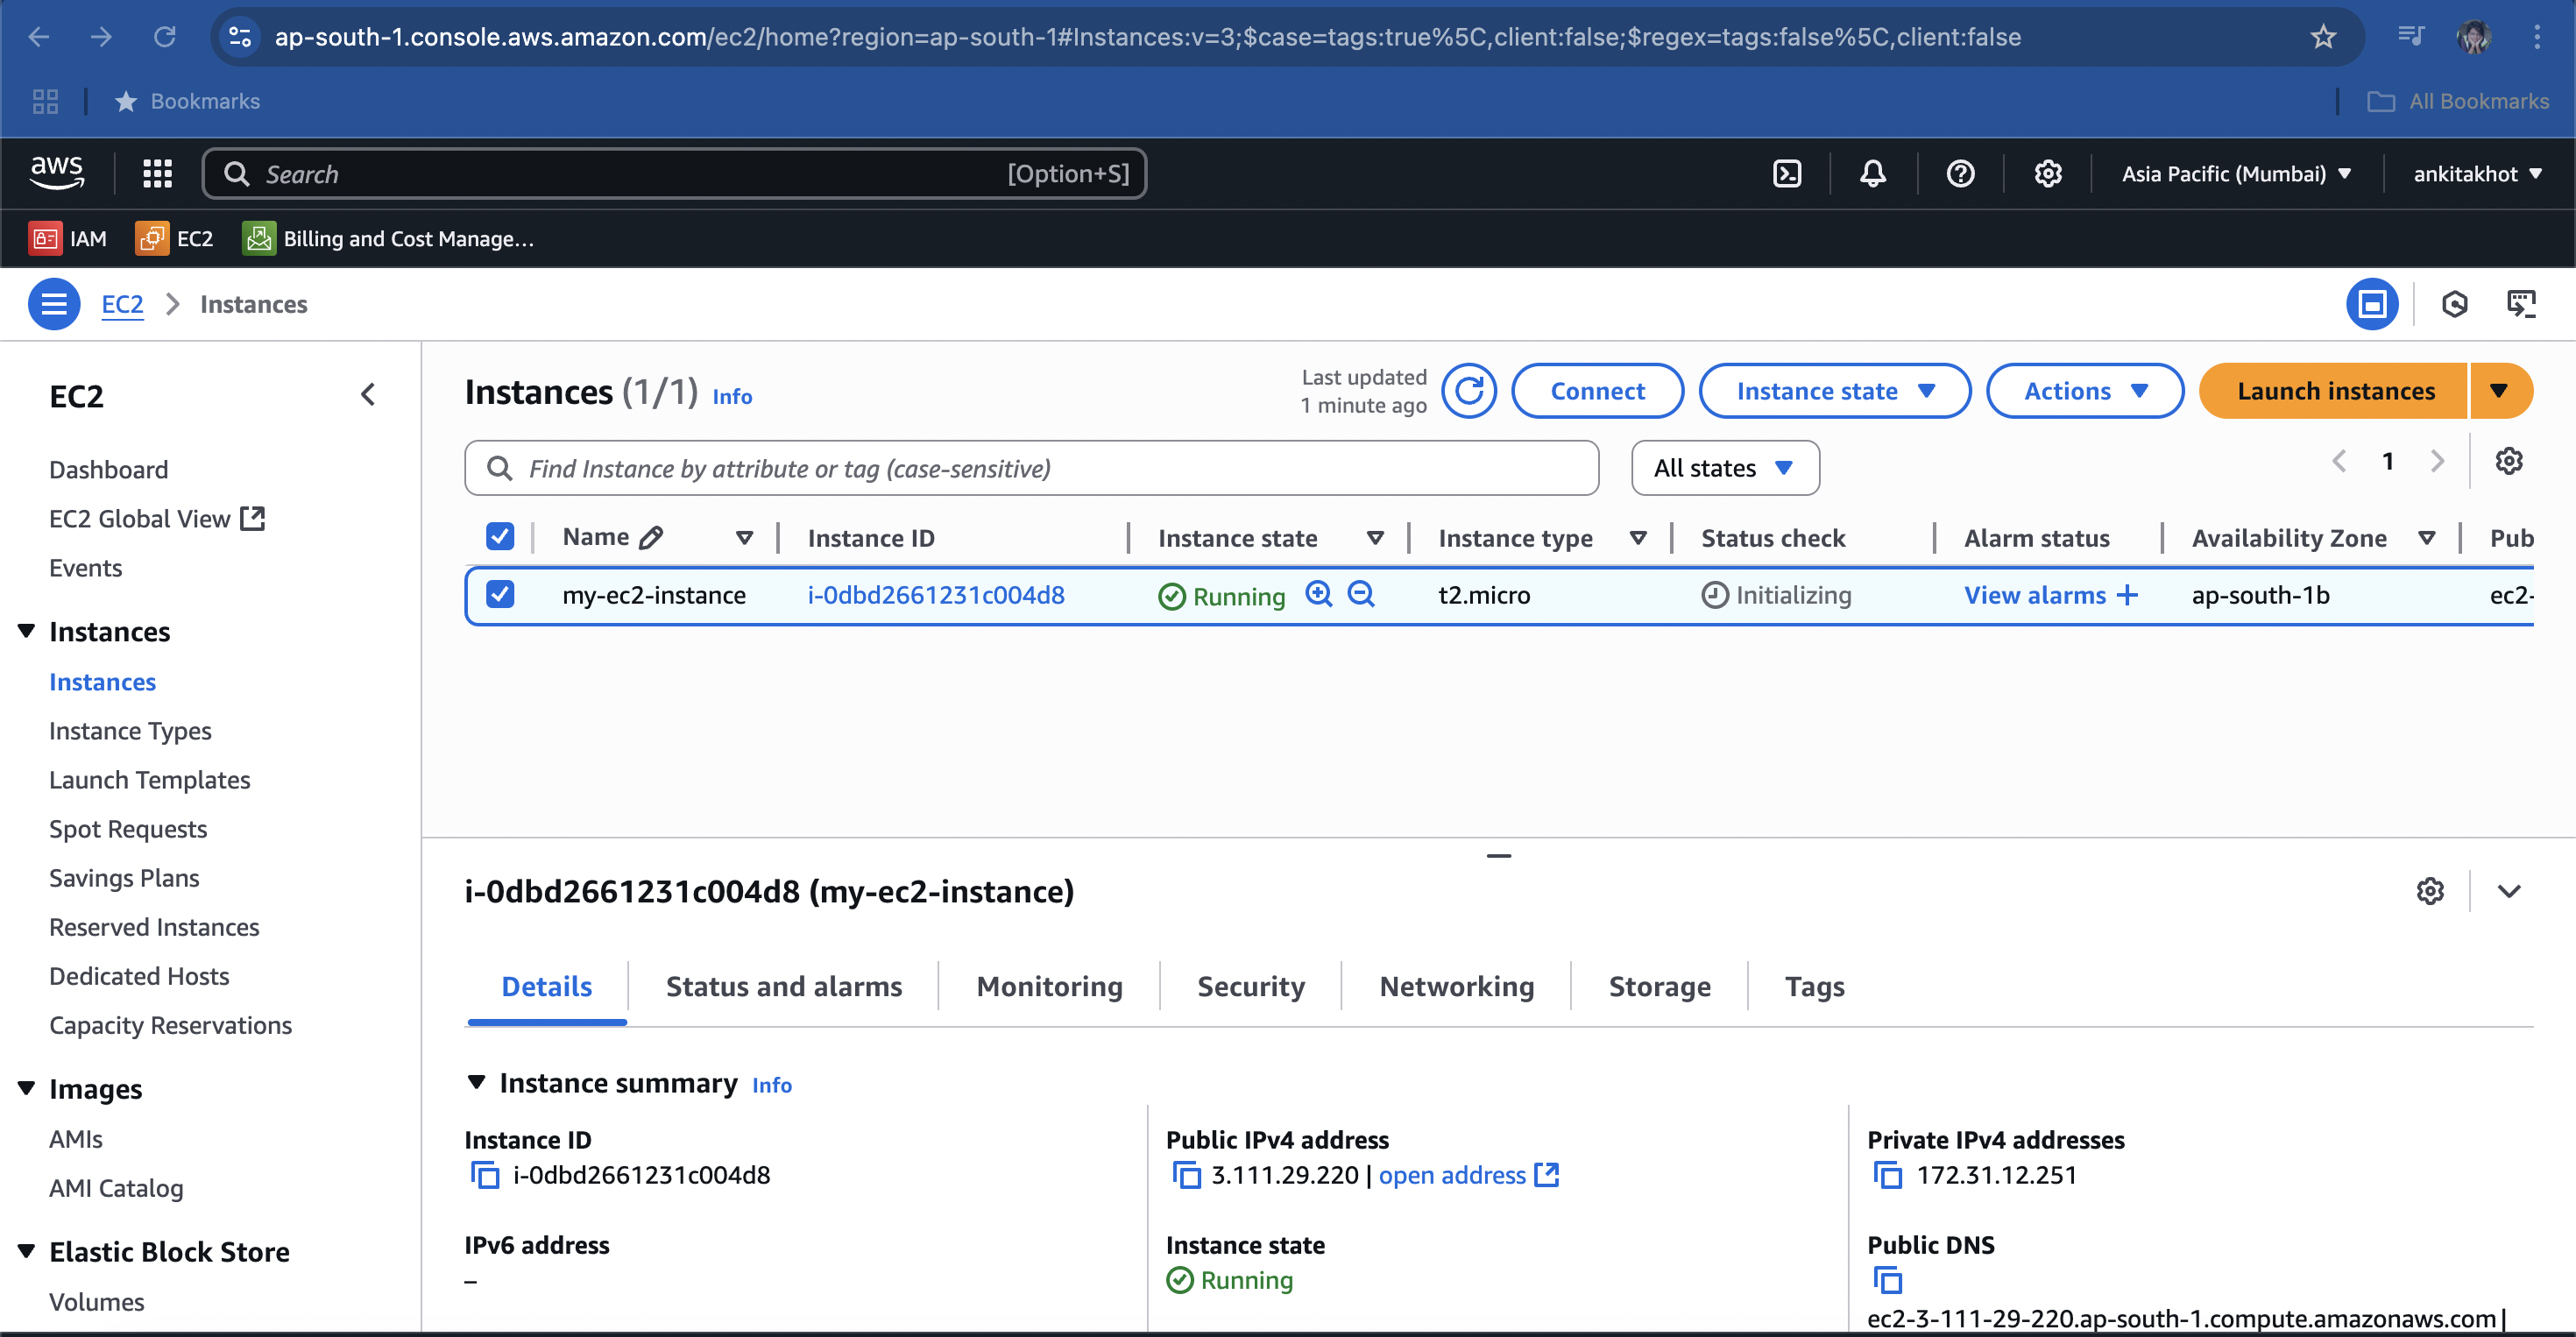 ap-south-1.console.aws.amazon.com/ec2/home?region=ap-south-1#Instances:v=3;$case=tags:true%5C,client:false;$regex=tags:false%5C,client:false
Bookmarks
All Bookmarks
aws
Search [Option+S]
Asia Pacific (Mumbai)
ankitakhot
IAM
EC2
Billing and Cost Manage...
EC2 > Instances
EC2
Dashboard
EC2 Global View
Events
Instances
Instances
Instance Types
Launch Templates
Spot Requests
Savings Plans
Reserved Instances
Dedicated Hosts
Capacity Reservations
Images
AMIs
AMI Catalog
Elastic Block Store
Volumes
Instances (1/1) Info
Last updated
1 minute ago
Connect
Instance state
Actions
Launch instances
Find Instance by attribute or tag (case-sensitive)
All states
1
Name Instance ID Instance state Instance type Status check Alarm status Availability Zone Pub
my-ec2-instance i-0dbd2661231c004d8 Running t2.micro Initializing View alarms + ap-south-1b ec2-
i-0dbd2661231c004d8 (my-ec2-instance)
Details Status and alarms Monitoring Security Networking Storage Tags
Instance summary Info
Instance ID
i-0dbd2661231c004d8
Public IPv4 address
3.111.29.220 | open address
Private IPv4 addresses
172.31.12.251
IPv6 address
–
Instance state
Running
Public DNS
ec2-3-111-29-220.ap-south-1.compute.amazonaws.com |